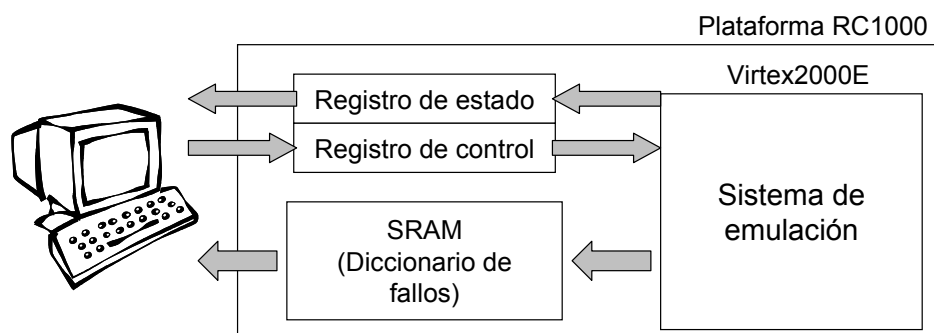 Plataforma RC1000
Virtex2000E
Registro de estado
Registro de control
Sistema de
emulación
SRAM
(Diccionario de
fallos)